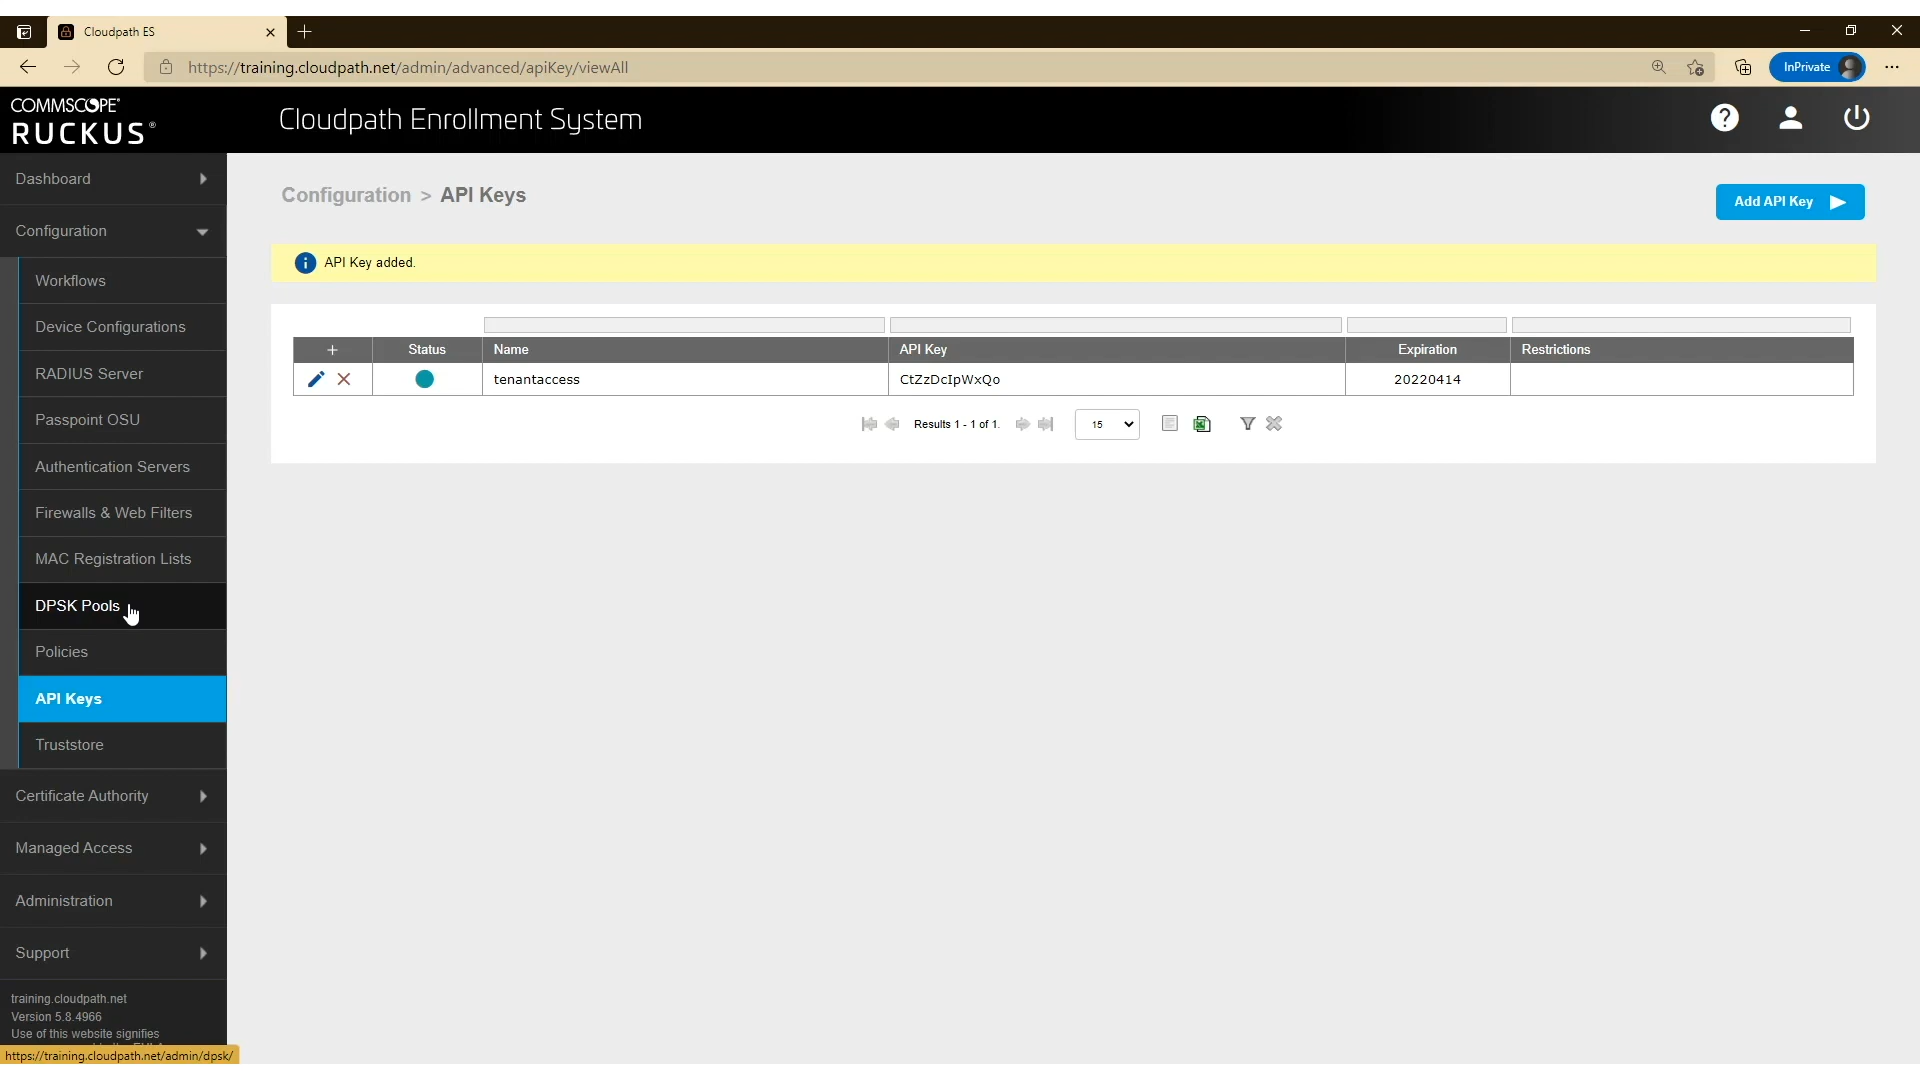 Cloudpath ES
https://training.cloudpath.net/admin/advanced/apiKey/viewAll
InPrivate
COMMSCOPE®
RUCKUS®
Cloudpath Enrollment System
?
Dashboard
Configuration
Workflows
Device Configurations
RADIUS Server
Passpoint OSU
Authentication Servers
Firewalls & Web Filters
MAC Registration Lists
DPSK Pools
Policies
API Keys
Truststore
Certificate Authority
Managed Access
Administration
Support
training.cloudpath.net
Version 5.8.4966
Use of this website signifies
https://training.cloudpath.net/admin/dpsk/
Configuration > API Keys
Add API Key
API Key added.
+ Status Name API Key Expiration Restrictions
tenantaccess CtZzDcIpWxQo 20220414
Results 1 - 1 of 1. 15